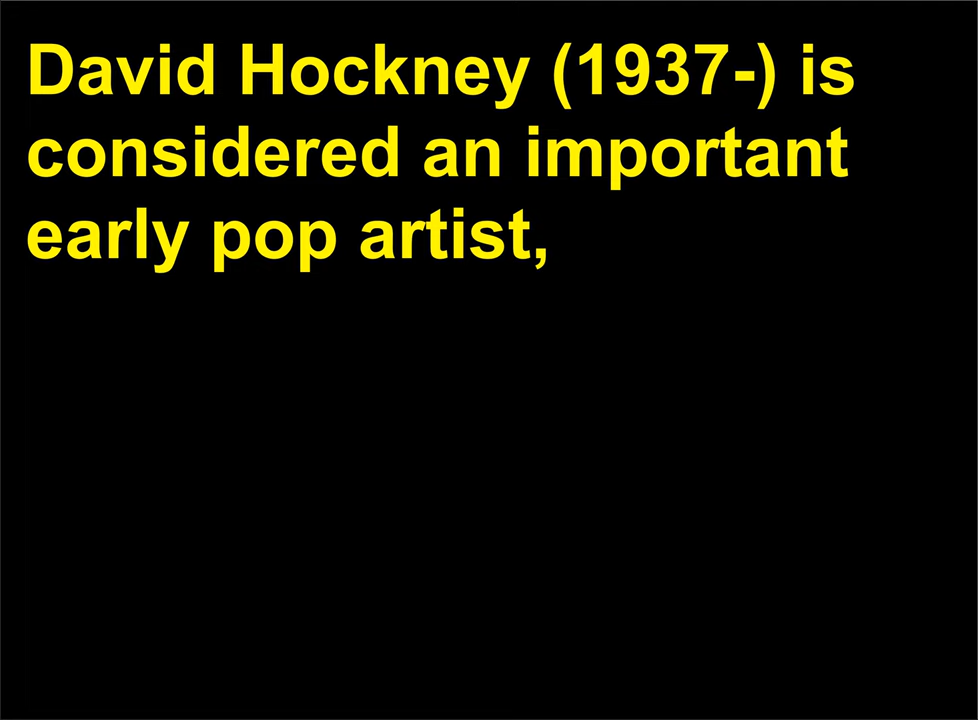 David Hockney (1937-) is
considered an important
early pop artist,